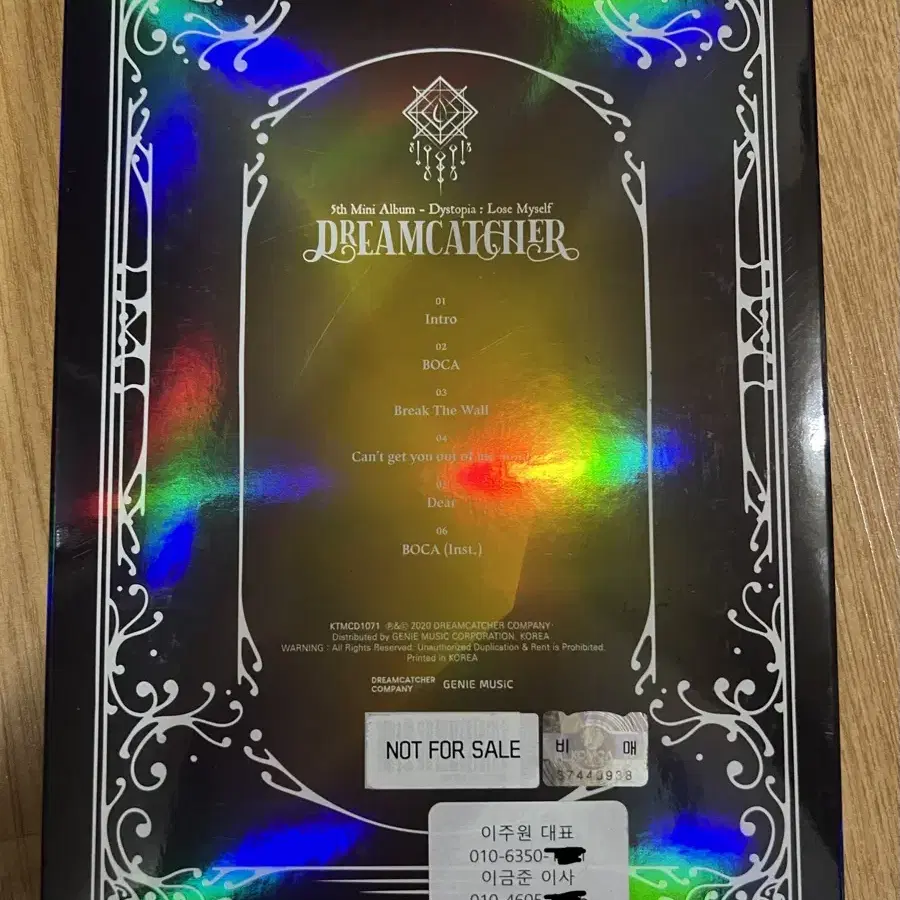 5th Mini Album - Dystopia : Lose Myself
DREAMCATCHER
01
Intro
02
BOCA
03
Break The Wall
04
Can't get you out of
Dear
06
BOCA (Inst.)
KTMCD1071 ℗&© 2020 DREAMCATCHER COMPANY
Distributed by GENIE MUSIC CORPORATION, KOREA
WARNING : All Rights Reserved. Unauthorized Duplication & Rent is Prohibited.
Printed in KOREA
DREAMCATCHER
COMPANY
GENIE MUSIC
NOT FOR SALE
비 매
이주원 대표
010-6350-
이금준 이사